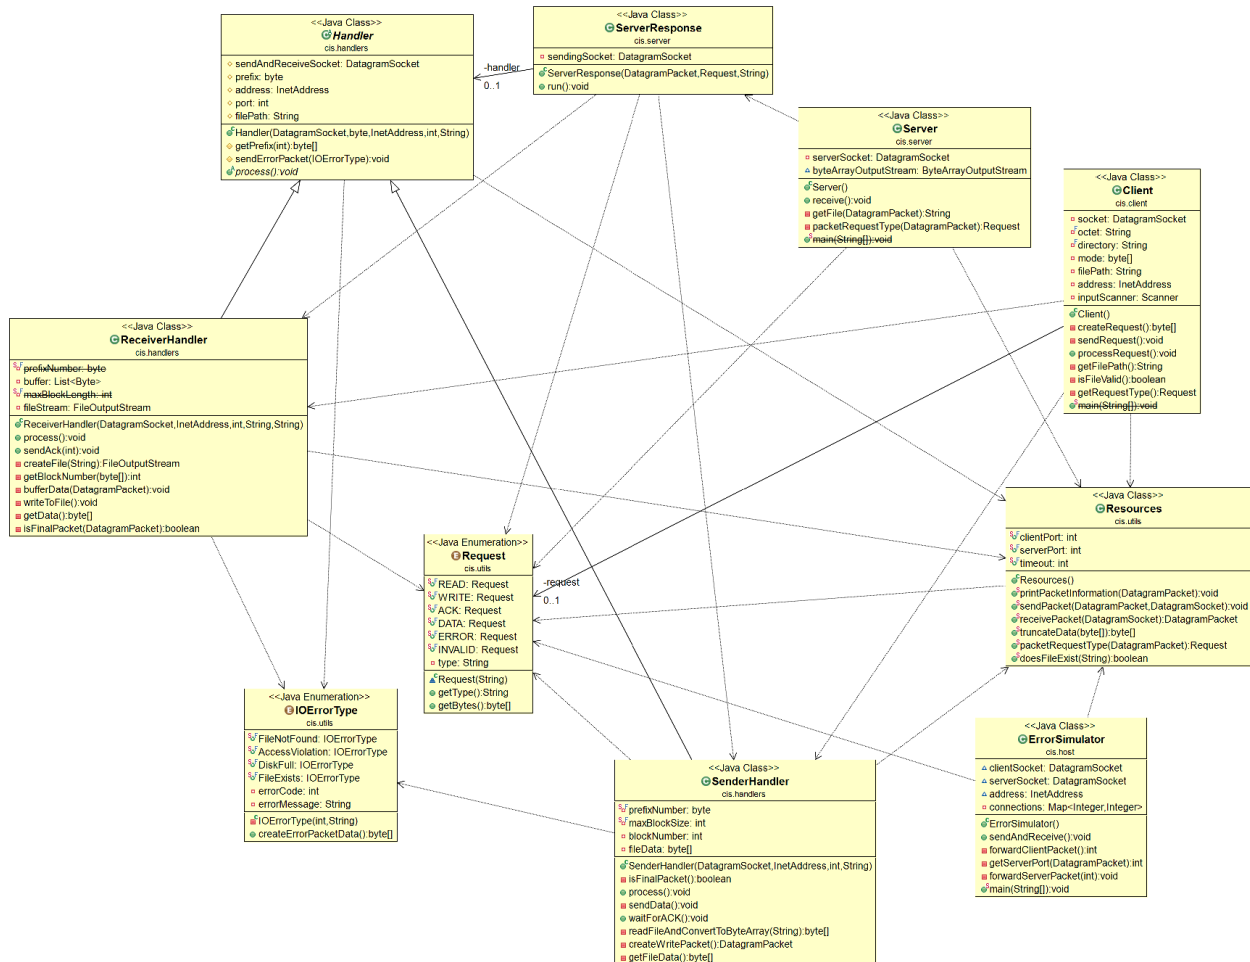 <<Java Class>>
Handler
cis.handlers
sendAndReceiveSocket: DatagramSocket
prefix: byte
address: InetAddress
port: int
filePath: String
Handler(DatagramSocket,byte,InetAddress,int,String)
getPrefix(int):byte[]
sendErrorPacket(IOErrorType):void
process():void
-handler
0..1
<<Java Class>>
ServerResponse
cis.server
sendingSocket: DatagramSocket
ServerResponse(DatagramPacket,Request,String)
run():void
<<Java Class>>
Server
cis.server
serverSocket: DatagramSocket
byteArrayOutputStream: ByteArrayOutputStream
Server()
receive():void
getFile(DatagramPacket):String
packetRequestType(DatagramPacket):Request
main(String[]):void
<<Java Class>>
Client
cis.client
socket: DatagramSocket
octet: String
directory: String
mode: byte[]
filePath: String
address: InetAddress
inputScanner: Scanner
Client()
createRequest():byte[]
sendRequest():void
processRequest():void
getFilePath():String
isFileValid():boolean
getRequestType():Request
main(String[]):void
<<Java Class>>
ReceiverHandler
cis.handlers
prefixNumber: byte
buffer: List<Byte>
maxBlockLength: int
fileStream: FileOutputStream
ReceiverHandler(DatagramSocket,InetAddress,int,String,String)
process():void
sendAck(int):void
createFile(String):FileOutputStream
getBlockNumber(byte[]):int
bufferData(DatagramPacket):void
writeToFile():void
getData():byte[]
isFinalPacket(DatagramPacket):boolean
<<Java Enumeration>>
Request
cis.utils
READ: Request
WRITE: Request
ACK: Request
DATA: Request
ERROR: Request
INVALID: Request
type: String
Request(String)
getType():String
getBytes():byte[]
-request
0..1
<<Java Class>>
Resources
cis.utils
clientPort: int
serverPort: int
timeout: int
Resources()
printPacketInformation(DatagramPacket):void
sendPacket(DatagramPacket,DatagramSocket):void
receivePacket(DatagramSocket):DatagramPacket
truncateData(byte[]):byte[]
packetRequestType(DatagramPacket):Request
doesFileExist(String):boolean
<<Java Enumeration>>
IOErrorType
cis.utils
FileNotFound: IOErrorType
AccessViolation: IOErrorType
DiskFull: IOErrorType
FileExists: IOErrorType
errorCode: int
errorMessage: String
IOErrorType(int,String)
createErrorPacketData():byte[]
<<Java Class>>
SenderHandler
cis.handlers
prefixNumber: byte
maxBlockSize: int
blockNumber: int
fileData: byte[]
SenderHandler(DatagramSocket,InetAddress,int,String)
isFinalPacket():boolean
process():void
sendData():void
waitForACK():void
readFileAndConvertToByteArray(String):byte[]
createWritePacket():DatagramPacket
getFileData():byte[]
<<Java Class>>
ErrorSimulator
cis.host
clientSocket: DatagramSocket
serverSocket: DatagramSocket
address: InetAddress
connections: Map<Integer,Integer>
ErrorSimulator()
sendAndReceive():void
forwardClientPacket():int
getServerPort(DatagramPacket):int
forwardServerPacket(int):void
main(String[]):void